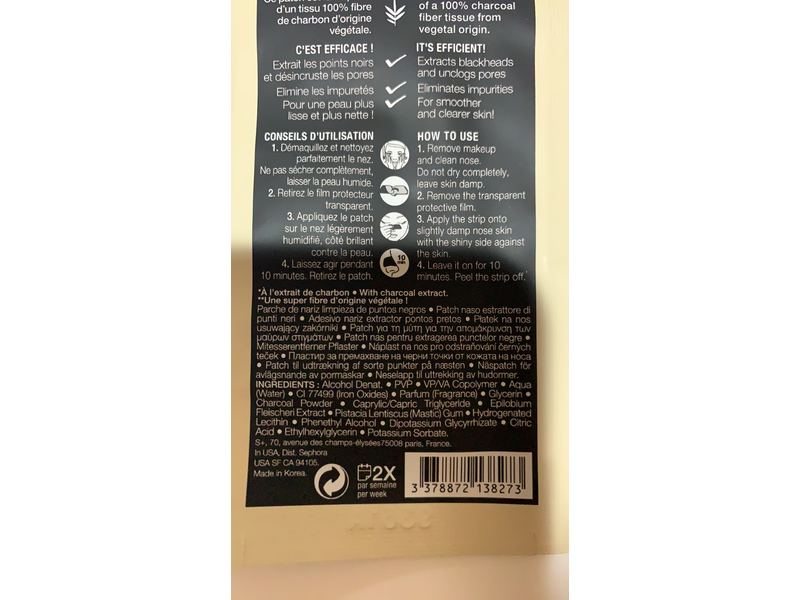 d'un tissu 100% fibre
de charbon d'origine
végétale.
of a 100% charcoal
fiber tissue from
vegetal origin.
C'EST EFFICACE !
Extrait les points noirs
et désincruste les pores
Elimine les impuretés
Pour une peau plus
lisse et plus nette !
IT'S EFFICIENT!
Extracts blackheads
and unclogs pores
Eliminates impurities
For smoother
and clearer skin!
CONSEILS D'UTILISATION
1. Démaquillez et nettoyez
parfaitement le nez.
Ne pas sécher complètement,
laisser la peau humide.
2. Retirez le film protecteur
transparent.
3. Appliquez le patch
sur le nez légèrement
humidifié, côté brillant
contre la peau.
4. Laissez agir pendant
10 minutes. Retirez le patch.
10
min
HOW TO USE
1. Remove makeup
and clean nose.
Do not dry completely,
leave skin damp.
2. Remove the transparent
protective film.
3. Apply the strip onto
slightly damp nose skin
with the shiny side against
the skin.
4. Leave it on for 10
minutes. Peel the strip off.
*À l'extrait de charbon • With charcoal extract.
**Une super fibre d'origine végétale !
Parche de nariz limpieza de puntos negros • Patch naso estrattore di
punti neri • Adesivo nariz extractor pontos pretos • Płatek na nos
usuwający zakórniki • Patch για τη μύτη για την απομάκρυνση των
μαύρων στιγμάτων • Patch nas pentru extragerea punctelor negre •
Mitesserentferner Pflaster • Náplast na nos pro odstraňování černých
teček • Пластир за премахване на черни точки от кожата на носа
• Patch til udtrækning af sorte punkter på næsten • Näspatch för
avlägsnande av pormaskar • Neselapp til uttrekking av hudormer.
INGREDIENTS : Alcohol Denat. • PVP • VP/VA Copolymer • Aqua
(Water) • CI 77499 (Iron Oxides) • Parfum (Fragrance) • Glycerin •
Charcoal Powder • Caprylic/Capric Triglyceride • Epilobium
Fleischeri Extract • Pistacia Lentiscus (Mastic) Gum • Hydrogenated
Lecithin • Phenethyl Alcohol • Dipotassium Glycyrrhizate • Citric
Acid • Ethylhexylglycerin • Potassium Sorbate.
S+, 70, avenue des champs-élysées75008 paris, France.
In USA, Dist. Sephora
USA SF CA 94105.
Made in Korea.
2X
par semaine
per week
3 378872 138273